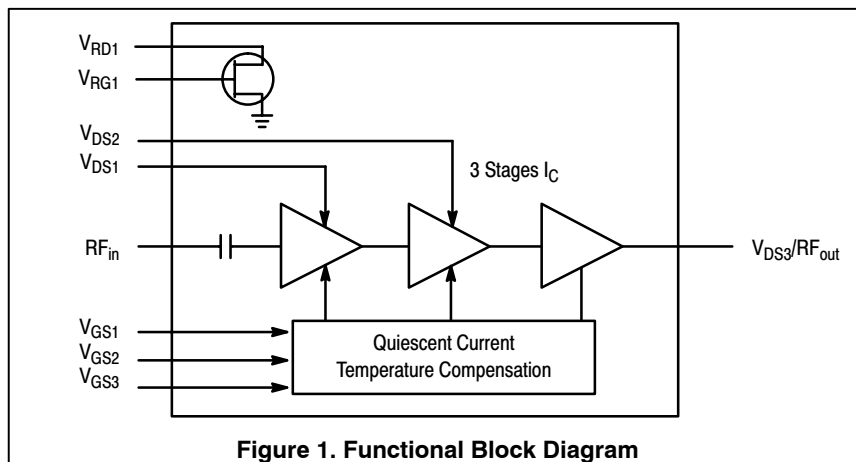 V_RD1
V_RG1
V_DS2
V_DS1
3 Stages I_C
RF_in
V_DS3/RF_out
V_GS1
V_GS2
V_GS3
Quiescent Current
Temperature Compensation
Figure 1. Functional Block Diagram